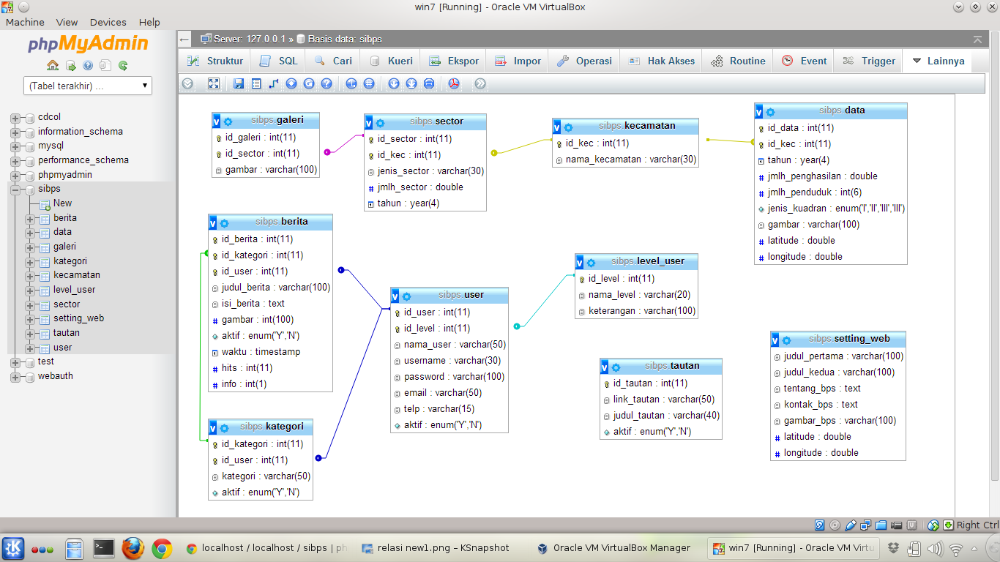 win7 [Running] - Oracle VM VirtualBox
Machine View Devices Help
phpMyAdmin
(Tabel terakhir) ...
cdcol
information_schema
mysql
performance_schema
phpmyadmin
sibps
New
berita
data
galeri
kategori
kecamatan
level_user
sector
setting_web
tautan
user
test
webauth
Server: 127.0.0.1 » Basis data: sibps
Struktur SQL Cari Kueri Ekspor Impor Operasi Hak Akses Routine Event Trigger Lainnya
sibps.galeri
id_galeri : int(11)
id_sector : int(11)
gambar : varchar(100)
sibps.sector
id_sector : int(11)
id_kec : int(11)
jenis_sector : varchar(30)
jmlh_sector : double
tahun : year(4)
sibps.kecamatan
id_kec : int(11)
nama_kecamatan : varchar(30)
sibps.data
id_data : int(11)
id_kec : int(11)
tahun : year(4)
jmlh_penghasilan : double
jmlh_penduduk : int(6)
jenis_kuadran : enum('I','II','III','IIII')
gambar : varchar(100)
latitude : double
longitude : double
sibps.berita
id_berita : int(11)
id_kategori : int(11)
id_user : int(11)
judul_berita : varchar(100)
isi_berita : text
gambar : int(100)
aktif : enum('Y','N')
waktu : timestamp
hits : int(11)
info : int(1)
sibps.user
id_user : int(11)
id_level : int(11)
nama_user : varchar(50)
username : varchar(30)
password : varchar(100)
email : varchar(50)
telp : varchar(15)
aktif : enum('Y','N')
sibps.level_user
id_level : int(11)
nama_level : varchar(20)
keterangan : varchar(100)
sibps.tautan
id_tautan : int(11)
link_tautan : varchar(50)
judul_tautan : varchar(40)
aktif : enum('Y','N')
sibps.setting_web
judul_pertama : varchar(100)
judul_kedua : varchar(100)
tentang_bps : text
kontak_bps : text
gambar_bps : varchar(100)
latitude : double
longitude : double
sibps.kategori
id_kategori : int(11)
id_user : int(11)
kategori : varchar(50)
aktif : enum('Y','N')
Right Ctrl
localhost / localhost / sibps | ph
relasi new1.png – KSnapshot
Oracle VM VirtualBox Manager
win7 [Running] - Oracle VM Virtu